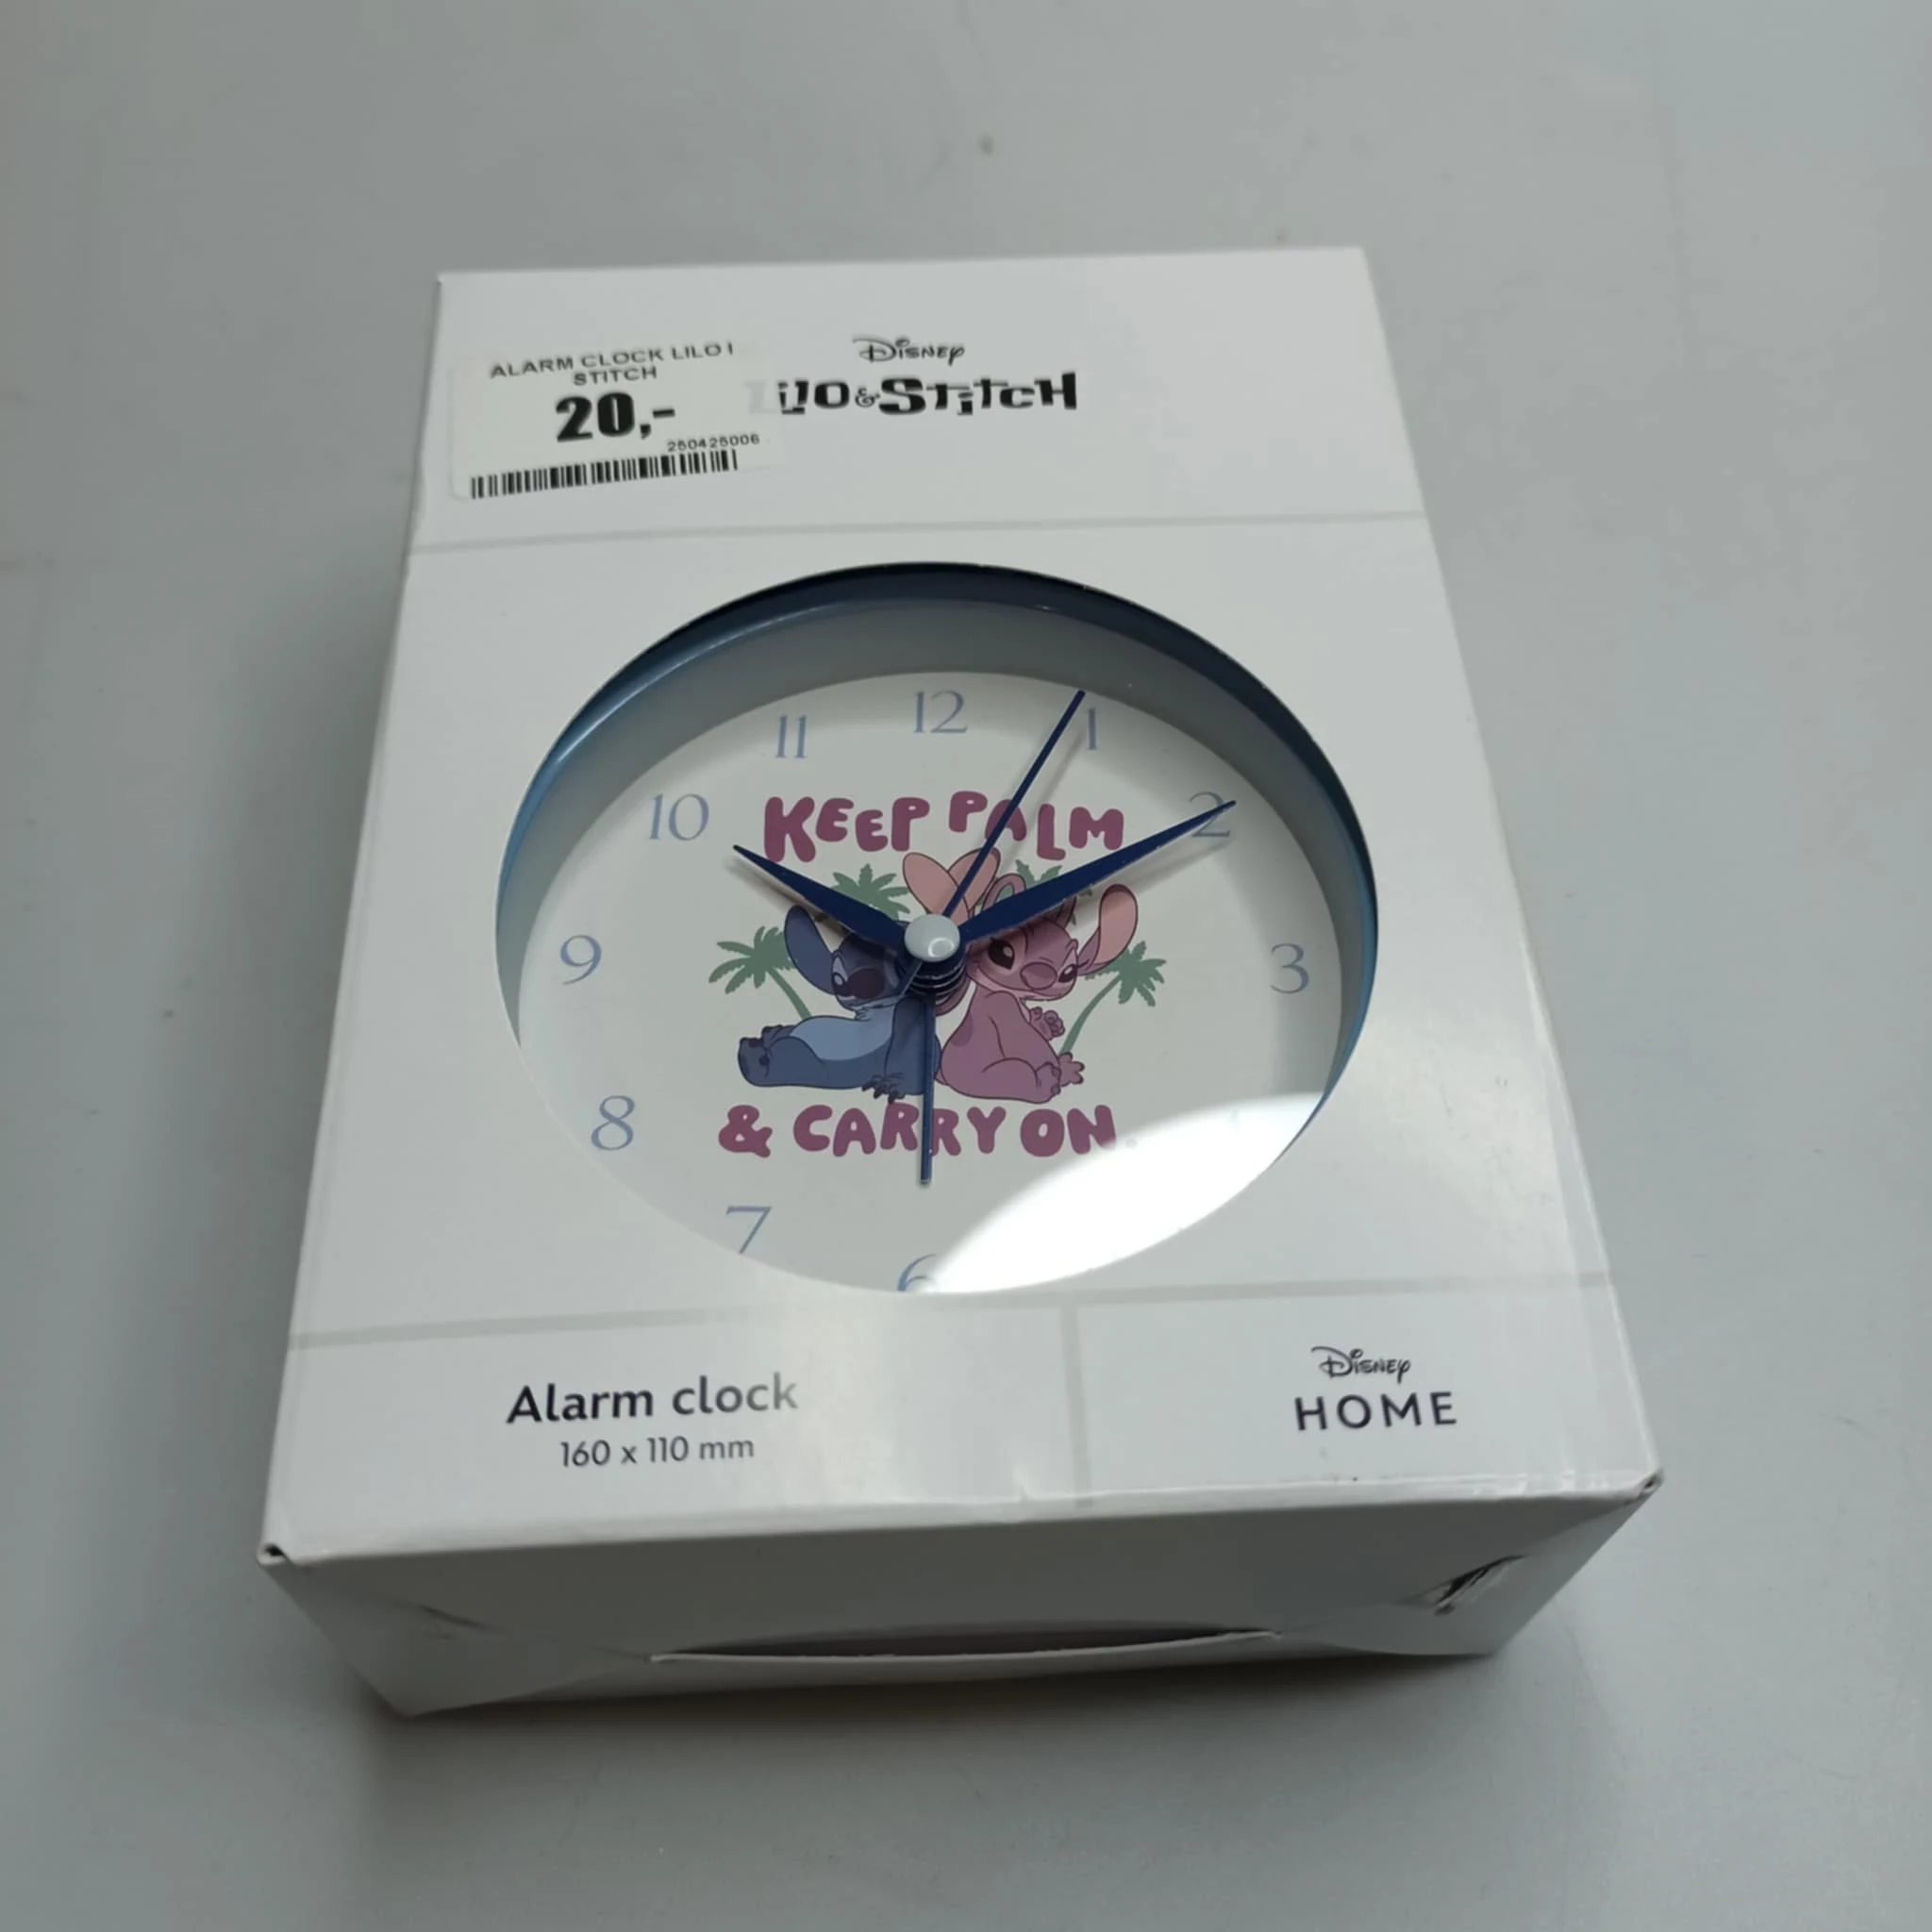 ALARM CLOCK LILO I
STITCH
20,-
250425006
Disney
Lilo & Stitch
12
11
1
10
2
KEEP PALM
9
3
8
& CARRY ON.
7
6
Alarm clock
160 x 110 mm
Disney
HOME